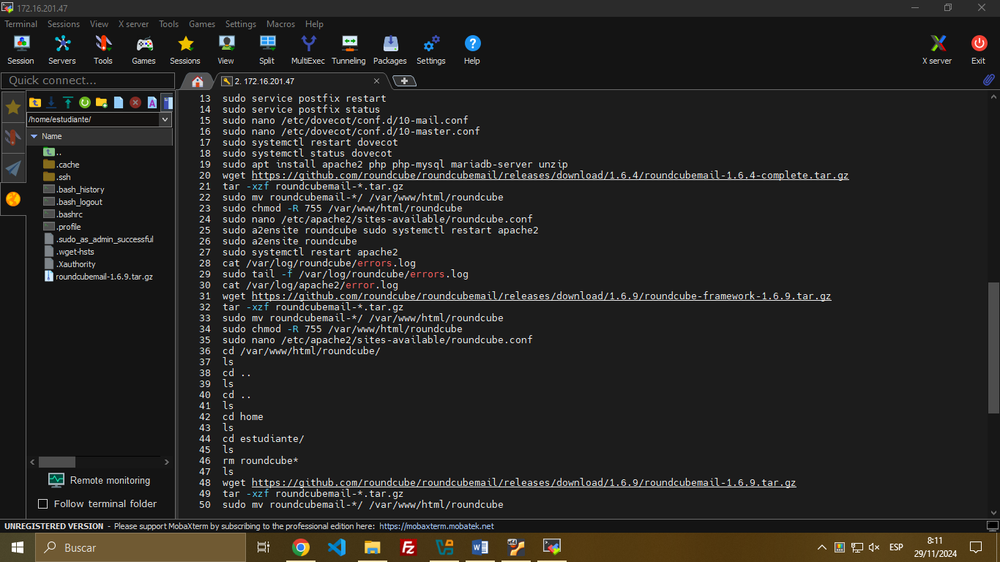 172.16.201.47
Terminal Sessions View X server Tools Games Settings Macros Help
Session Servers Tools Games Sessions View Split MultiExec Tunneling Packages Settings Help X server Exit
Quick connect...
2. 172.16.201.47
/home/estudiante/
Name
..
.cache
.ssh
.bash_history
.bash_logout
.bashrc
.profile
.sudo_as_admin_successful
.wget-hsts
.Xauthority
roundcubemail-1.6.9.tar.gz
Remote monitoring
Follow terminal folder
13 sudo service postfix restart
14 sudo service postfix status
15 sudo nano /etc/dovecot/conf.d/10-mail.conf
16 sudo nano /etc/dovecot/conf.d/10-master.conf
17 sudo systemctl restart dovecot
18 sudo systemctl status dovecot
19 sudo apt install apache2 php php-mysql mariadb-server unzip
20 wget https://github.com/roundcube/roundcubemail/releases/download/1.6.4/roundcubemail-1.6.4-complete.tar.gz
21 tar -xzf roundcubemail-*.tar.gz
22 sudo mv roundcubemail-*/ /var/www/html/roundcube
23 sudo chmod -R 755 /var/www/html/roundcube
24 sudo nano /etc/apache2/sites-available/roundcube.conf
25 sudo a2ensite roundcube sudo systemctl restart apache2
26 sudo a2ensite roundcube
27 sudo systemctl restart apache2
28 cat /var/log/roundcube/errors.log
29 sudo tail -f /var/log/roundcube/errors.log
30 cat /var/log/apache2/error.log
31 wget https://github.com/roundcube/roundcubemail/releases/download/1.6.9/roundcube-framework-1.6.9.tar.gz
32 tar -xzf roundcubemail-*.tar.gz
33 sudo mv roundcubemail-*/ /var/www/html/roundcube
34 sudo chmod -R 755 /var/www/html/roundcube
35 sudo nano /etc/apache2/sites-available/roundcube.conf
36 cd /var/www/html/roundcube/
37 ls
38 cd ..
39 ls
40 cd ..
41 ls
42 cd home
43 ls
44 cd estudiante/
45 ls
46 rm roundcube*
47 ls
48 wget https://github.com/roundcube/roundcubemail/releases/download/1.6.9/roundcubemail-1.6.9.tar.gz
49 tar -xzf roundcubemail-*.tar.gz
50 sudo mv roundcubemail-*/ /var/www/html/roundcube
UNREGISTERED VERSION - Please support MobaXterm by subscribing to the professional edition here: https://mobaxterm.mobatek.net
Buscar
ESP
8:11
29/11/2024